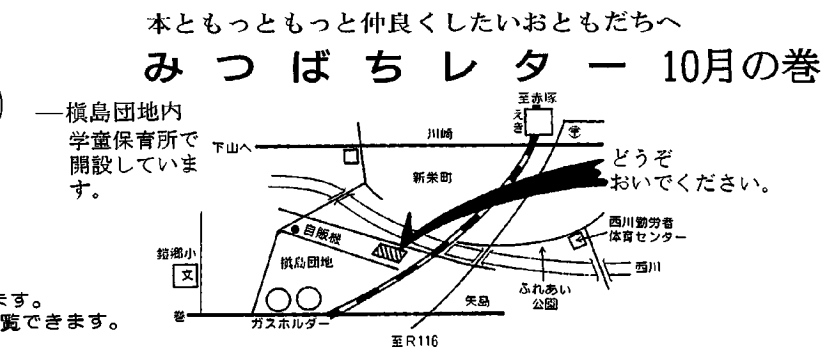 本ともっともっと仲良くしたいおともだちへ
みつばちレター 10月の巻
―槇島団地内
学童保育所で
開設していま
す。
至赤塚
えき
〒
川崎
下山へ
新栄町
どうぞ
おいでください。
西川勤労者
体育センター
自販機
鎧郷小
文
槇島団地
西川
ふれあい
公園
矢島
巻
ガスホルダー
至R116
ます。
覧できます。